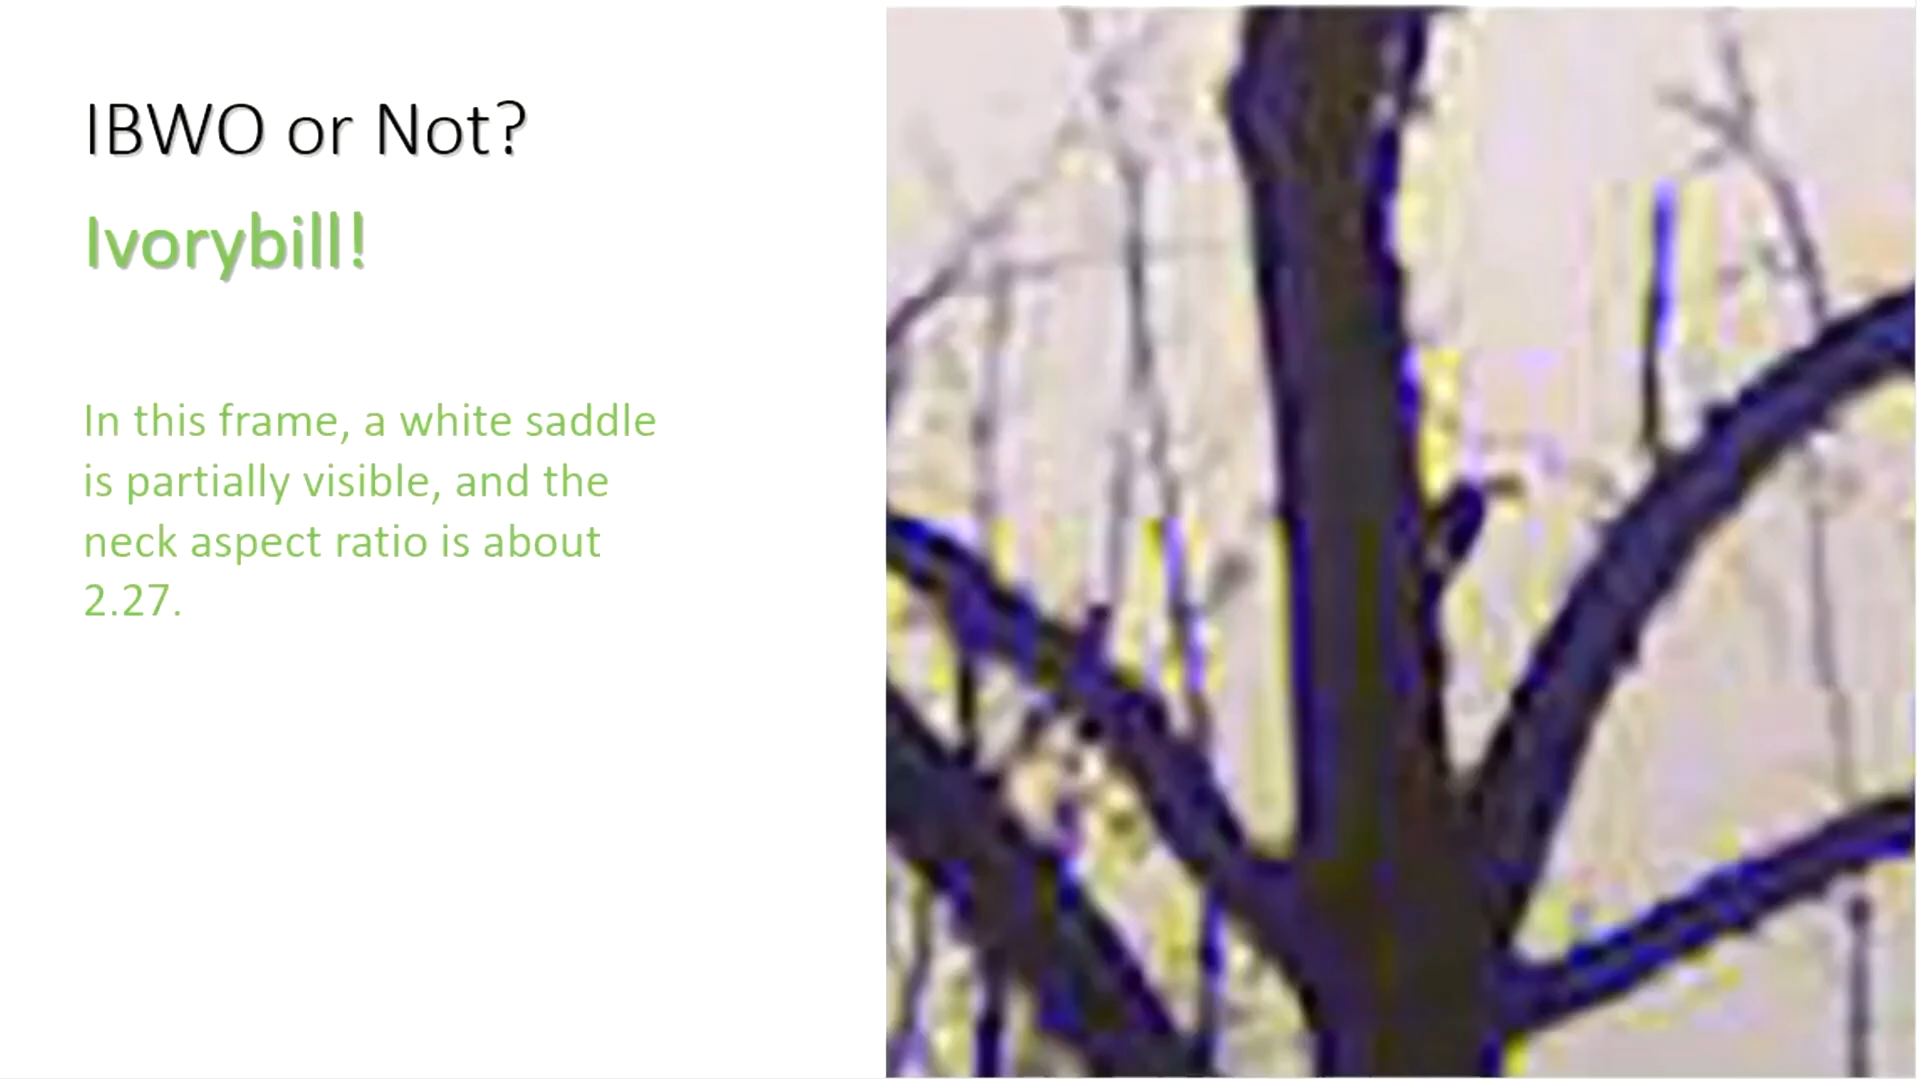 IBWO or Not?
Ivorybill!
In this frame, a white saddle
is partially visible, and the
neck aspect ratio is about
2.27.